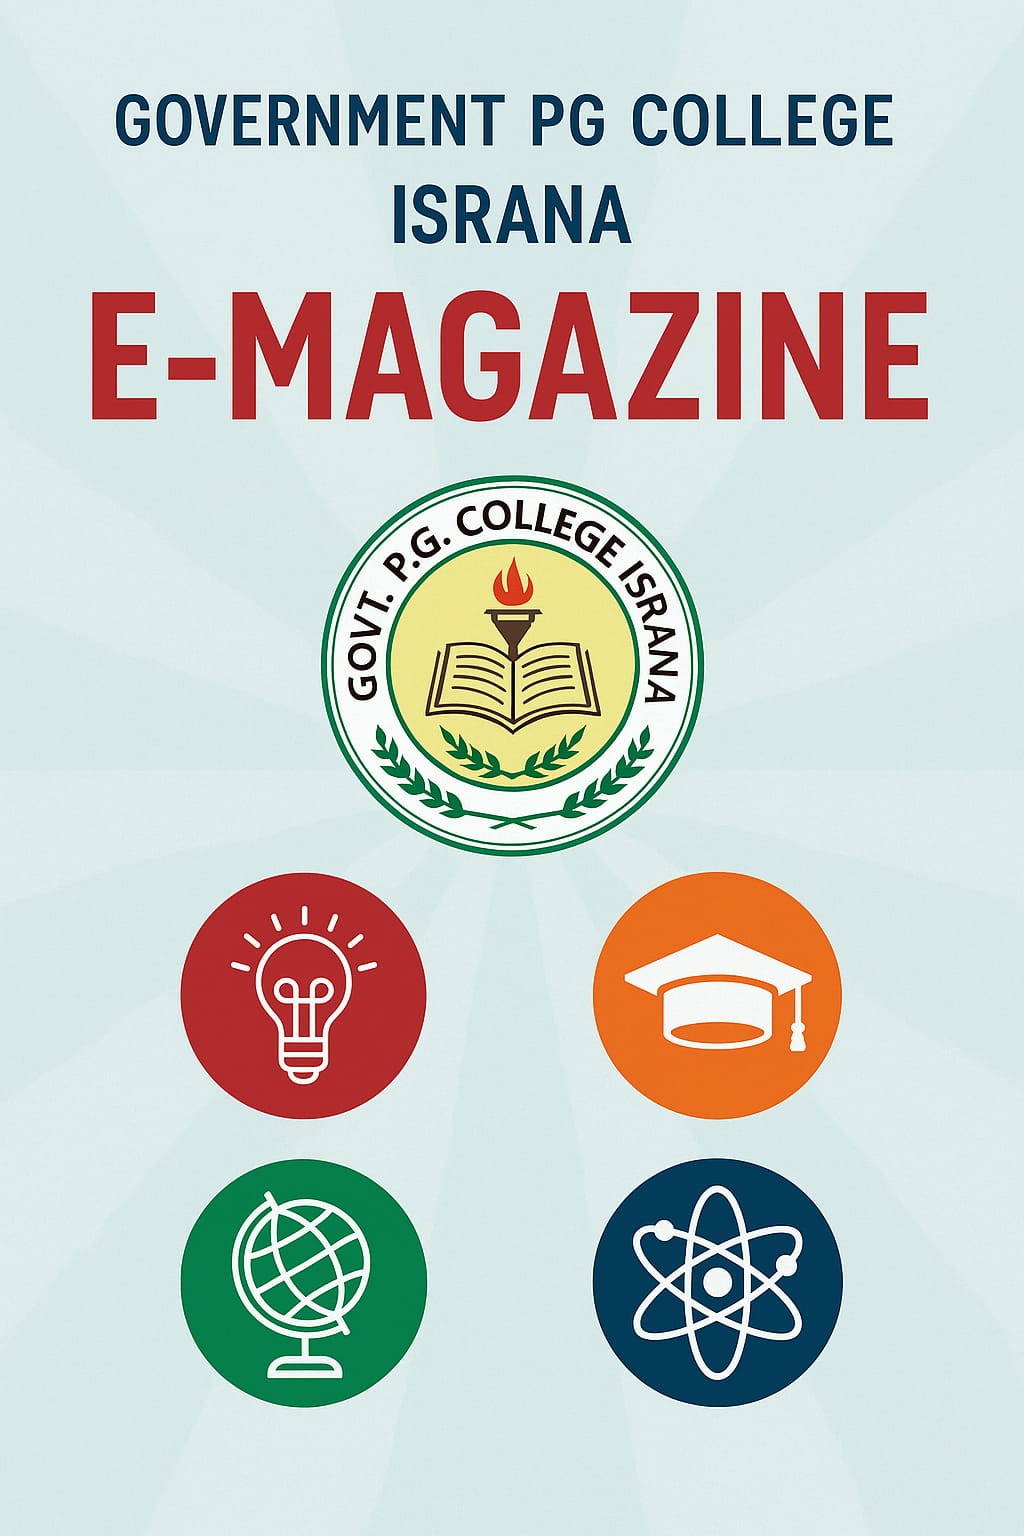 GOVERNMENT PG COLLEGE
ISRANA
E-MAGAZINE
GOVT. P.G. COLLEGE ISRANA